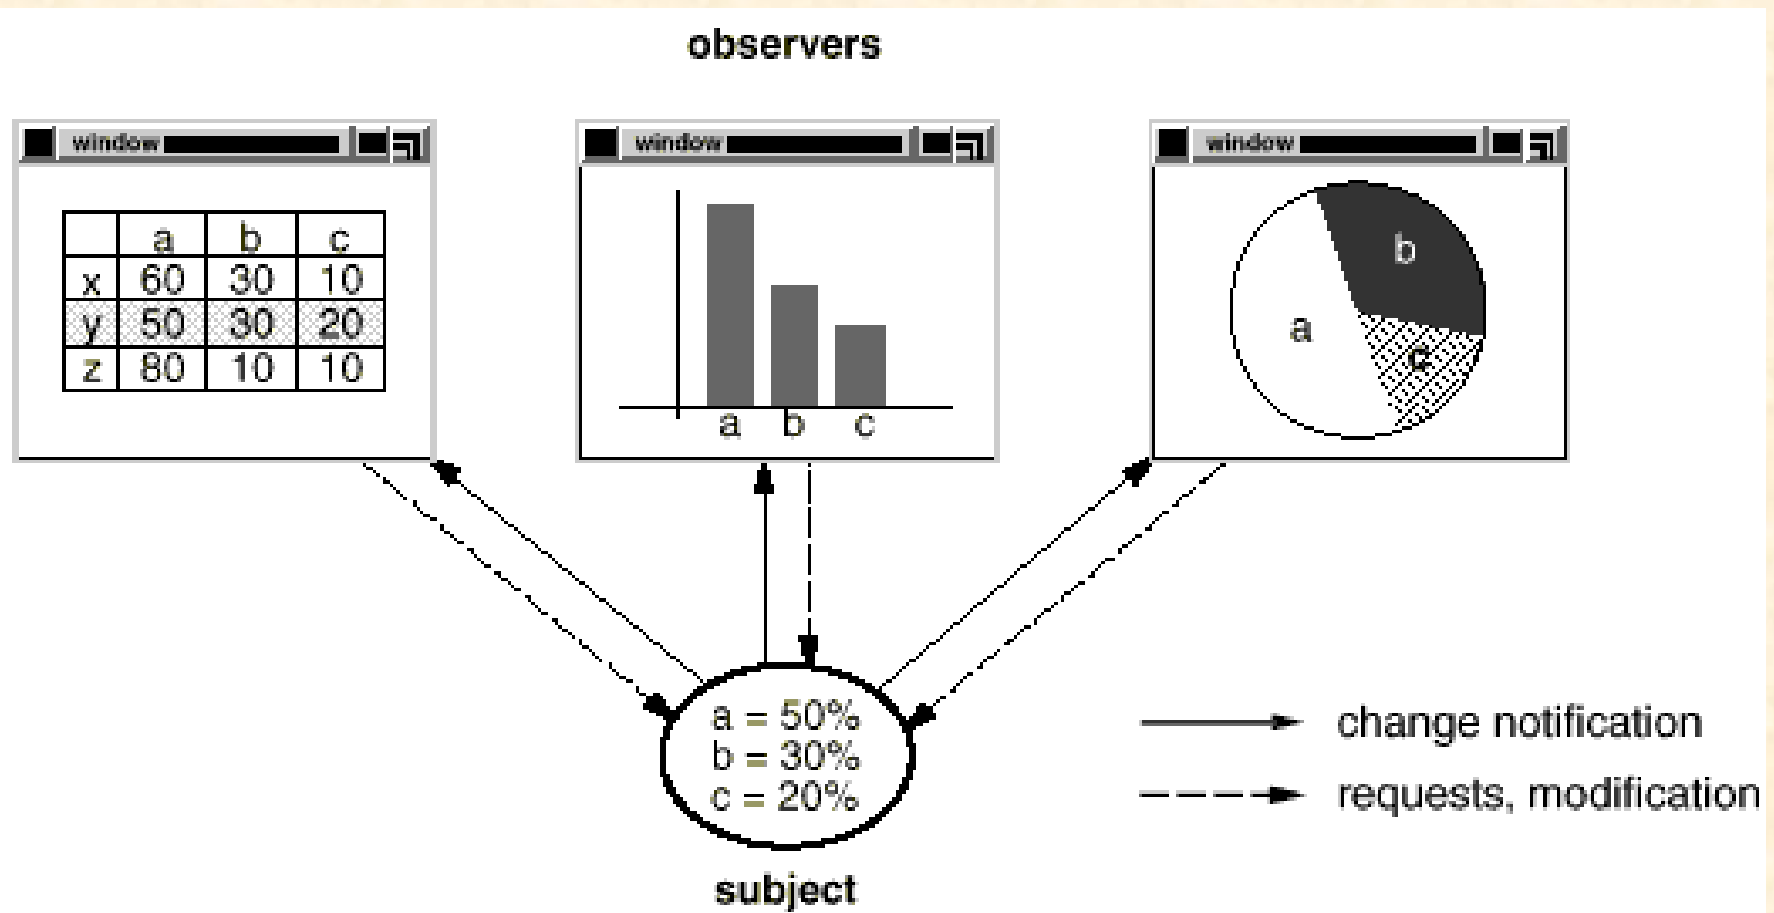 observers
window
a b c
x 60 30 10
y 50 30 20
z 80 10 10
window
a b c
window
a
b
c
a = 50%
b = 30%
c = 20%
subject
change notification
requests, modification